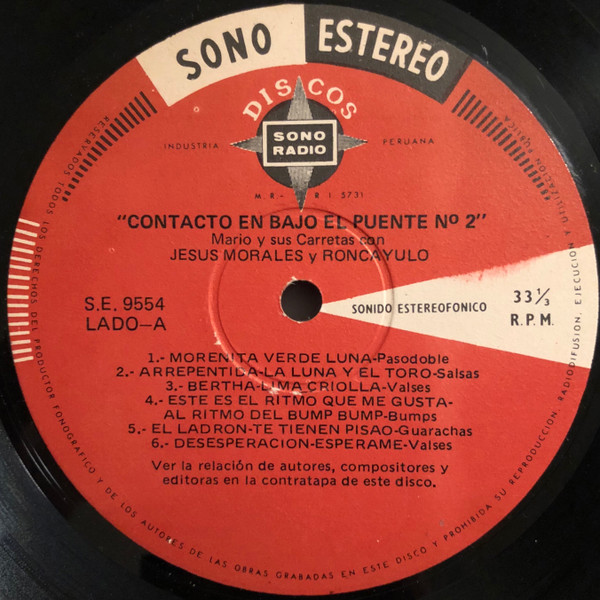 SONO ESTEREO
DISCOS
SONO
RADIO
INDUSTRIA PERUANA
M. R.- R I 5731
"CONTACTO EN BAJO EL PUENTE Nº 2"
Mario y sus Carretas con
JESUS MORALES y RONCAYULO
S.E. 9554
LADO-A
SONIDO ESTEREOFONICO
33 1/3
R.P.M.
1.- MORENITA VERDE LUNA-Pasodoble
2.- ARREPENTIDA-LA LUNA Y EL TORO-Salsas
3.- BERTHA-LIMA CRIOLLA-Valses
4.- ESTE ES EL RITMO QUE ME GUSTA-
AL RITMO DEL BUMP BUMP-Bumps
5.- EL LADRON-TE TIENEN PISAO-Guarachas
6.- DESESPERACION-ESPERAME-Valses
Ver la relación de autores, compositores y
editoras en la contratapa de este disco.
RESERVADOS TODOS LOS DERECHOS DEL PRODUCTOR FONOGRAFICO Y DE LOS AUTORES DE LAS OBRAS GRABADAS EN ESTE DISCO Y PROHIBIDA SU REPRODUCCION, RADIODIFUSION, EJECUCION Y UTILIZACION PUBLICA